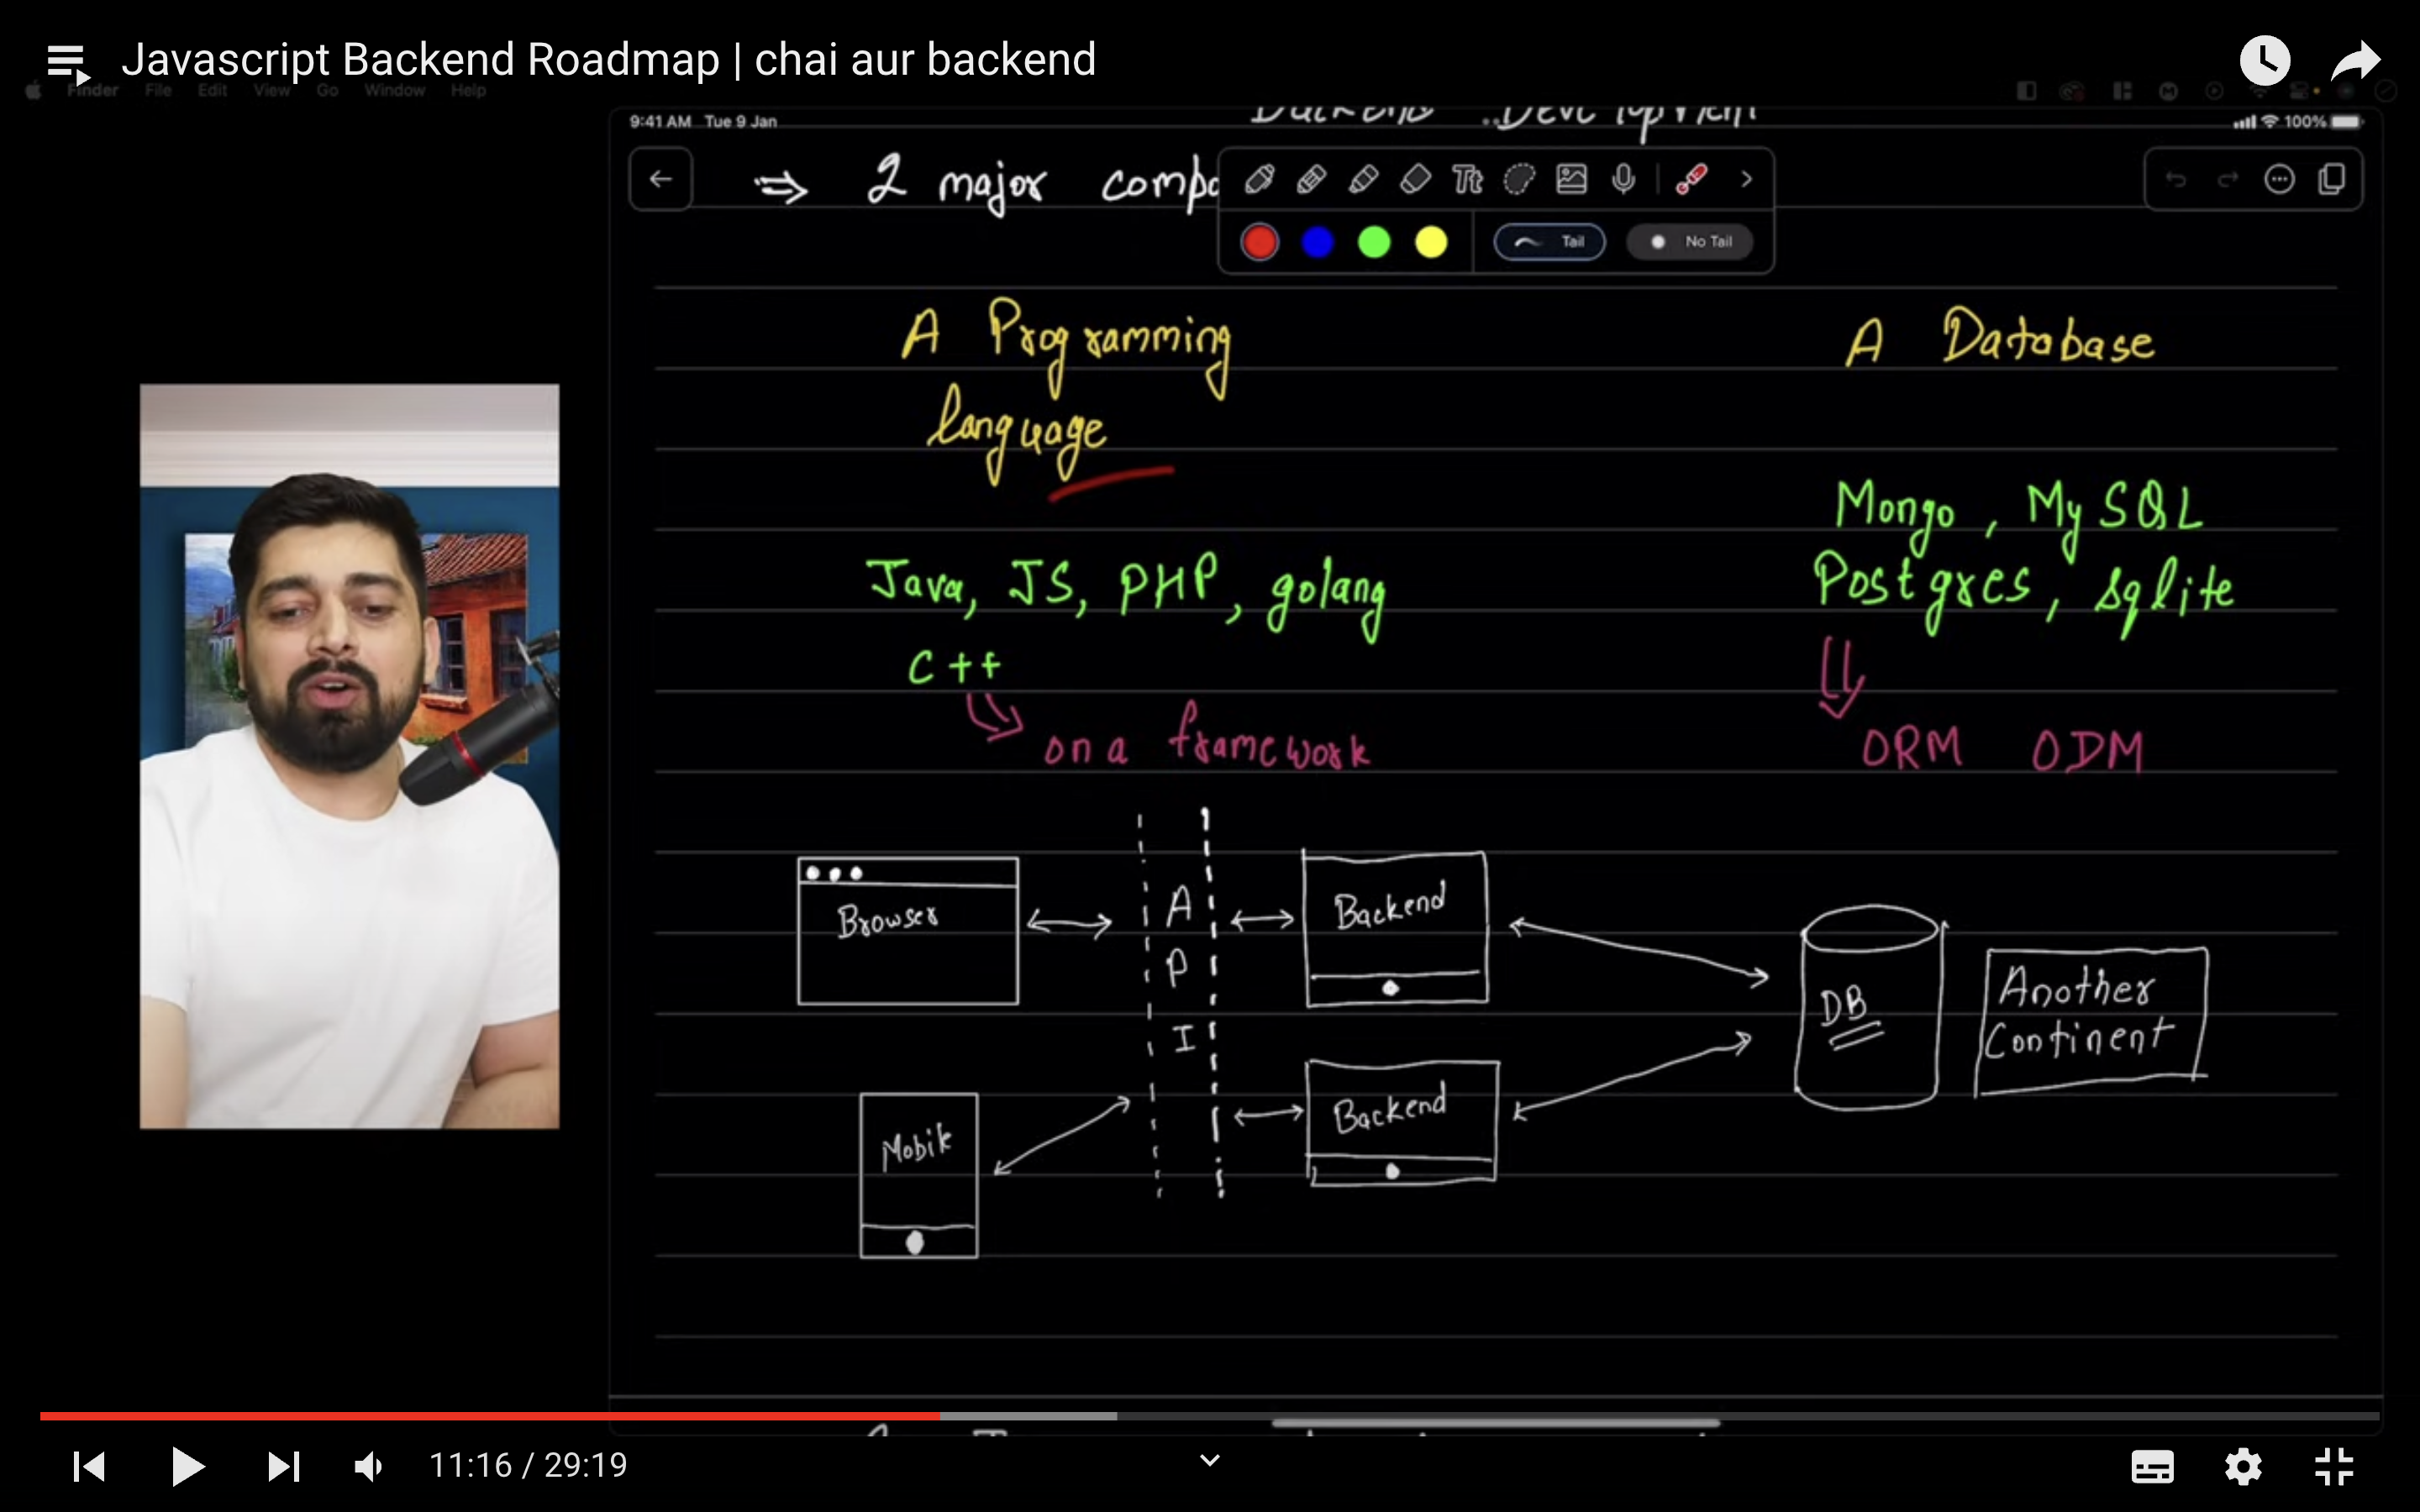 Javascript Backend Roadmap | chai aur backend
Finder File Edit View Go Window Help
9:41 AM Tue 9 Jan
100%
Backend Development
⇒ 2 major compo
Tt
Tail
No Tail
A Programming
language
A Database
Java, JS, PHP, golang
C++
on a framework
Mongo, MySQL
Postgres, sqlite
ORM ODM
Browser
API
Backend
DB
Another
Continent
Mobile
Backend
11:16 / 29:19